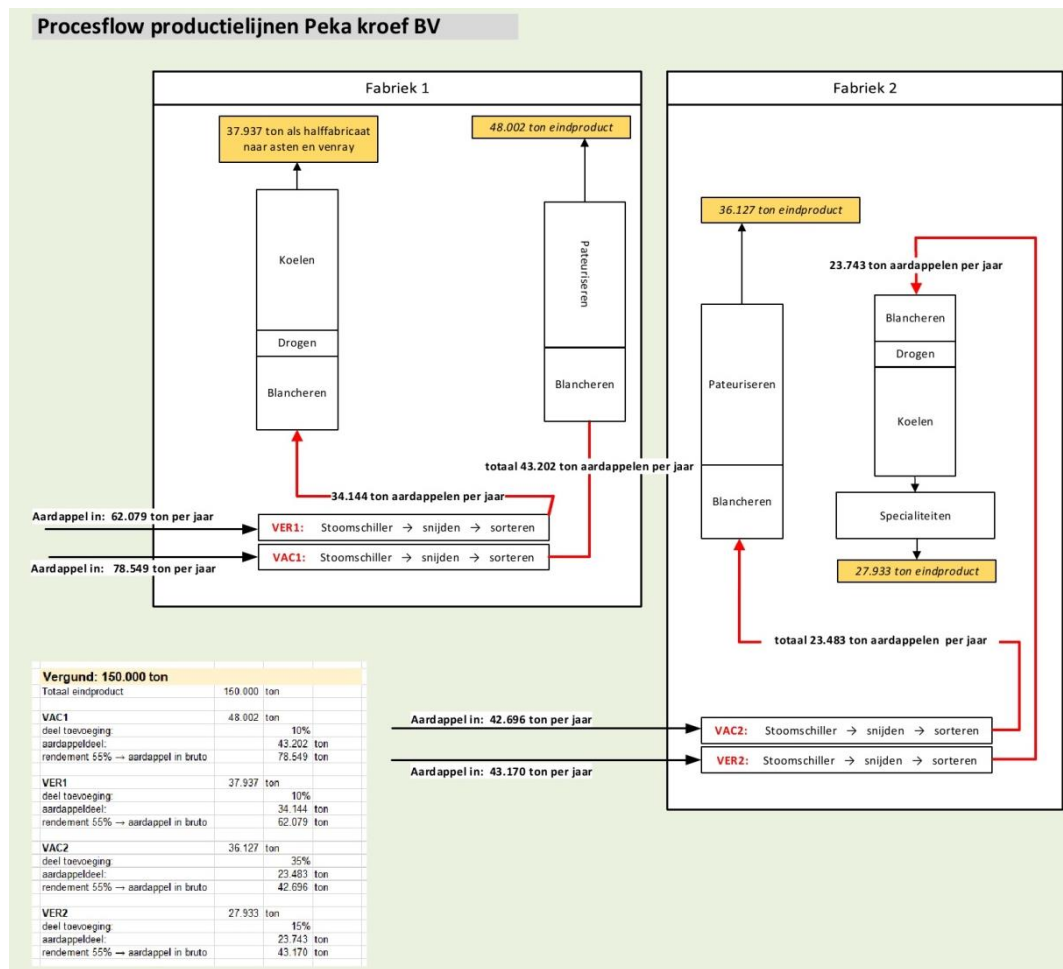 Procesflow productielijnen Peka kroef BV
Fabriek 1
37.937 ton als halffabricaat
naar asten en venray
48.002 ton eindproduct
Koelen
Drogen
Blancheren
Pateuriseren
Blancheren
34.144 ton aardappelen per jaar
totaal 43.202 ton aardappelen per jaar
Aardappel in: 62.079 ton per jaar
VER1: Stoomschiller → snijden → sorteren
VAC1: Stoomschiller → snijden → sorteren
Aardappel in: 78.549 ton per jaar
Fabriek 2
36.127 ton eindproduct
23.743 ton aardappelen per jaar
Pateuriseren
Blancheren
Blancheren
Drogen
Koelen
Specialiteiten
27.933 ton eindproduct
totaal 23.483 ton aardappelen per jaar
Aardappel in: 42.696 ton per jaar
VAC2: Stoomschiller → snijden → sorteren
VER2: Stoomschiller → snijden → sorteren
Aardappel in: 43.170 ton per jaar
Vergund: 150.000 ton
Totaal eindproduct 150.000 ton
VAC1 48.002 ton
deel toevoeging: 10%
aardappeldeel: 43.202 ton
rendement 55% → aardappel in bruto 78.549 ton
VER1 37.937 ton
deel toevoeging: 10%
aardappeldeel: 34.144 ton
rendement 55% → aardappel in bruto 62.079 ton
VAC2 36.127 ton
deel toevoeging: 35%
aardappeldeel: 23.483 ton
rendement 55% → aardappel in bruto 42.696 ton
VER2 27.933 ton
deel toevoeging: 15%
aardappeldeel: 23.743 ton
rendement 55% → aardappel in bruto 43.170 ton